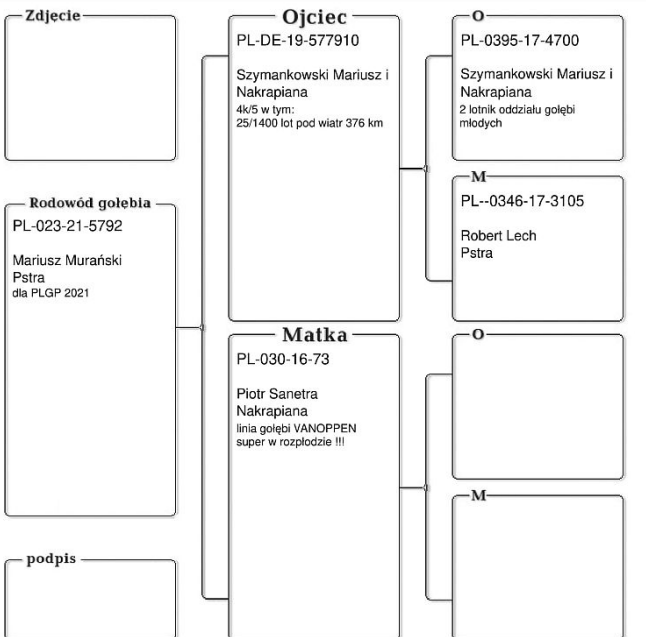 Zdjęcie
Rodowód gołębia
PL-023-21-5792
Mariusz Murański
Pstra
dla PLGP 2021
podpis
Ojciec
PL-DE-19-577910
Szymankowski Mariusz i
Nakrapiana
4k/5 w tym:
25/1400 lot pod wiatr 376 km
Matka
PL-030-16-73
Piotr Sanetra
Nakrapiana
linia gołębi VANOPPEN
super w rozpłodzie !!!
O
PL-0395-17-4700
Szymankowski Mariusz i
Nakrapiana
2 lotnik oddziału gołębi
młodych
M
PL--0346-17-3105
Robert Lech
Pstra
O
M